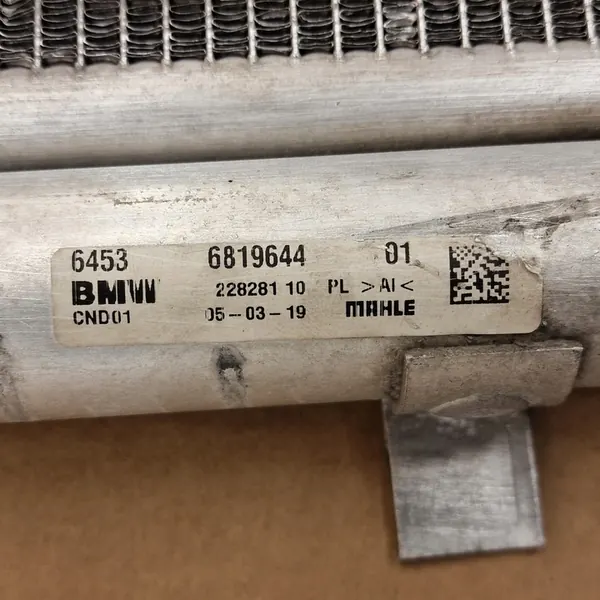 6453 6819644 01
BMW 228281 10 PL >Al<
CND01 05-03-19 MAHLE